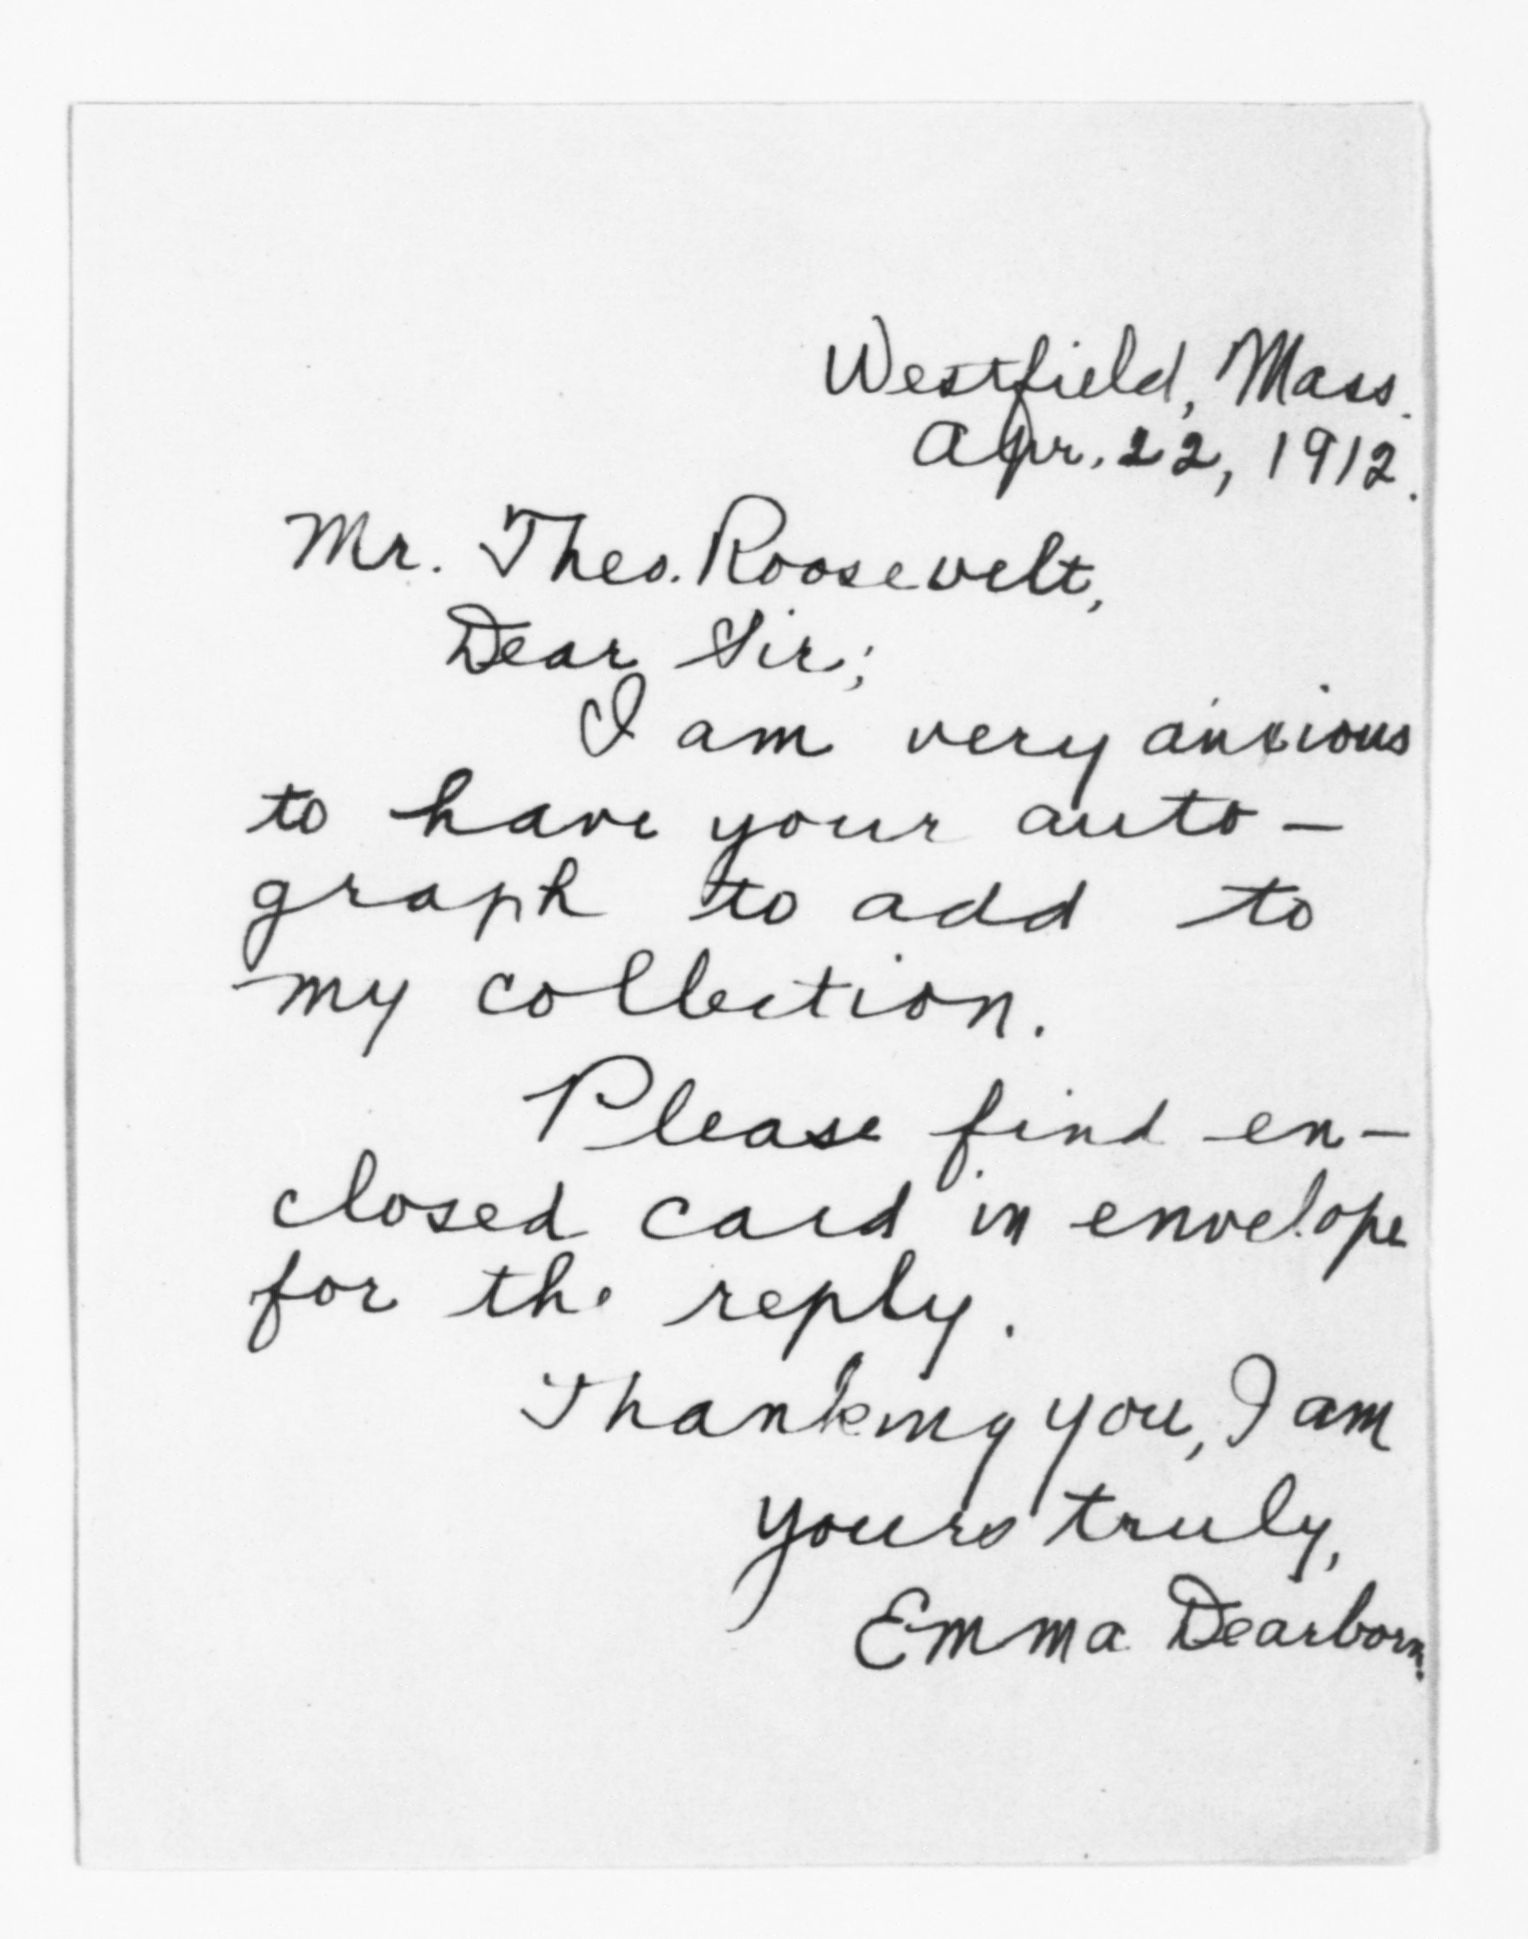 Westfield, Mass.
Apr. 22, 1912.
Mr. Theo. Roosevelt,
Dear Sir;
I am very anxious
to have your auto-
graph to add to
my collection.
Please find en-
closed card in envelope
for the reply.
Thanking you, I am
yours truly,
Emma Dearborn.